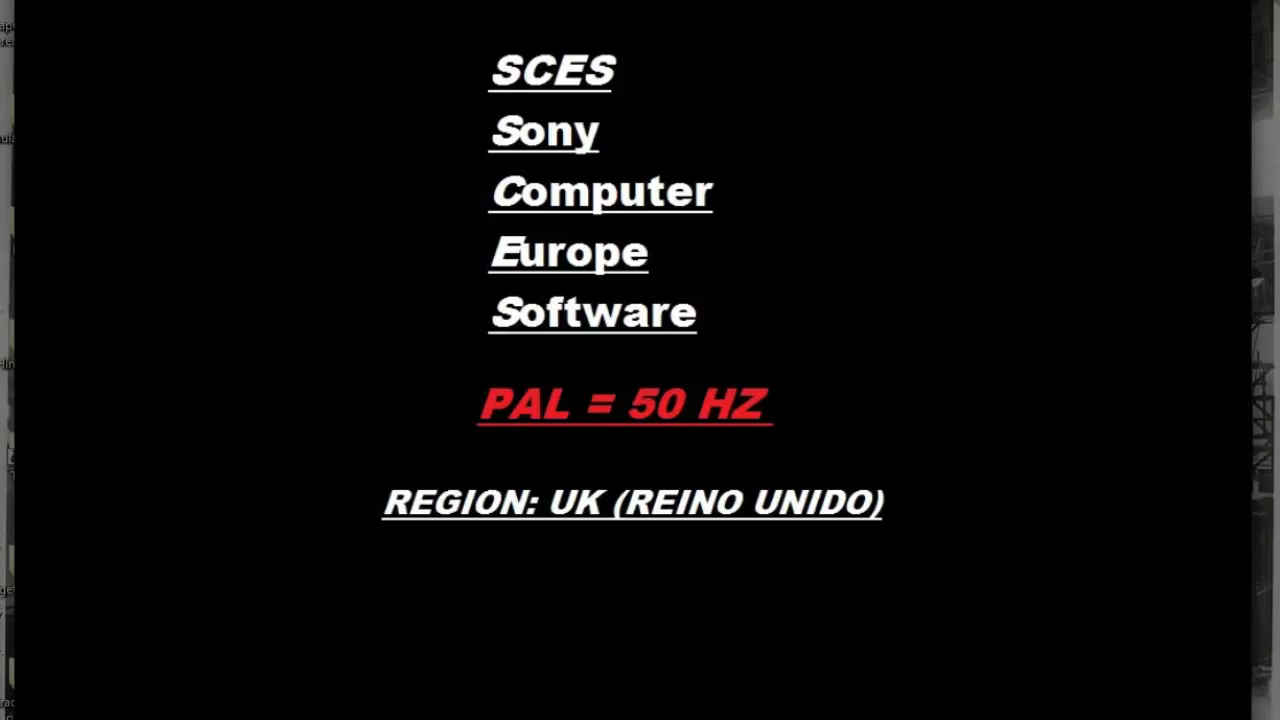 SCES
Sony
Computer
Europe
Software
PAL = 50 HZ
REGION: UK (REINO UNIDO)